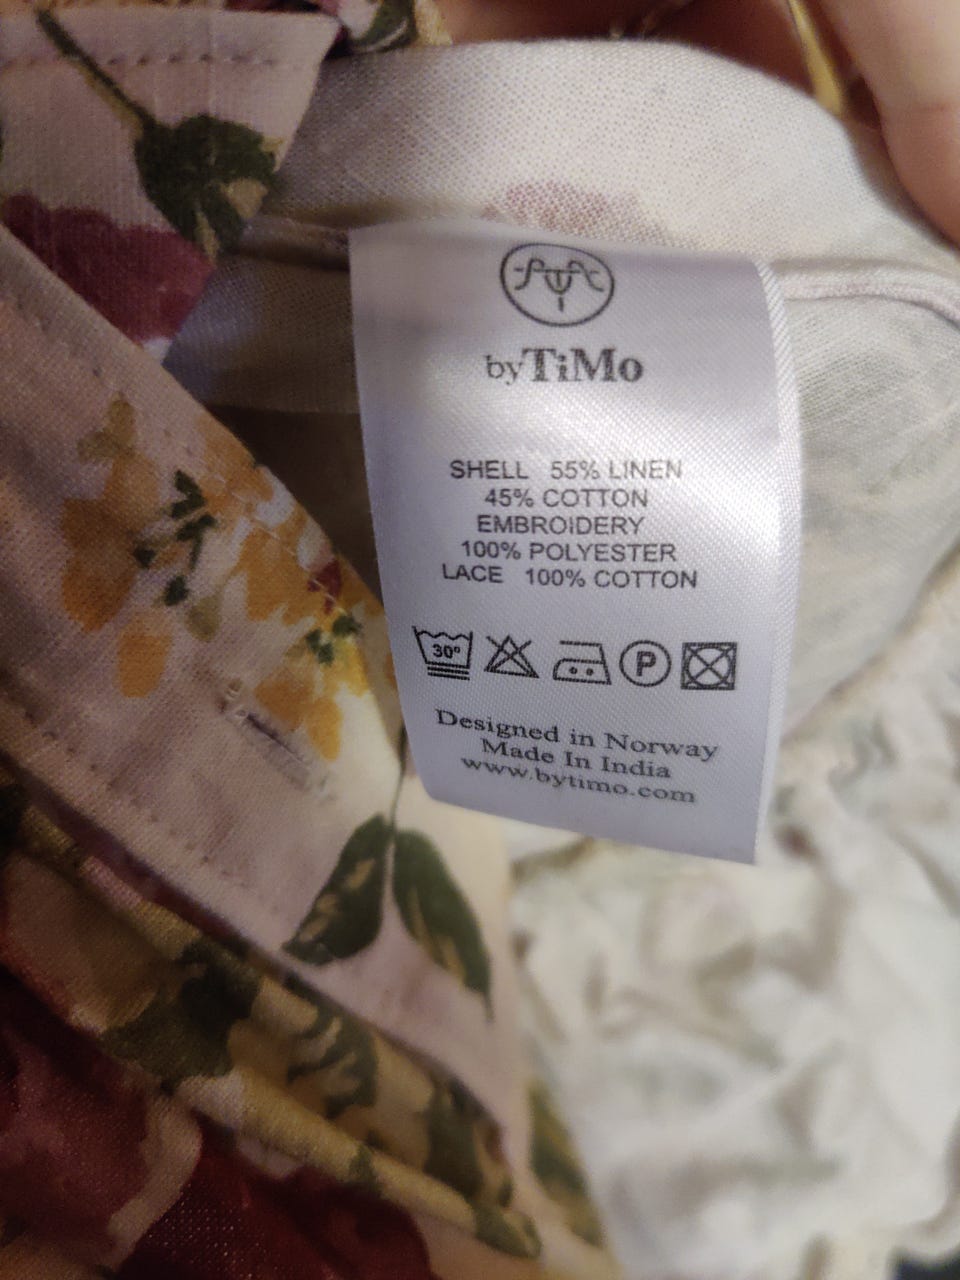 byTiMo
SHELL 55% LINEN
45% COTTON
EMBROIDERY
100% POLYESTER
LACE 100% COTTON
30° P
Designed in Norway
Made In India
www.bytimo.com